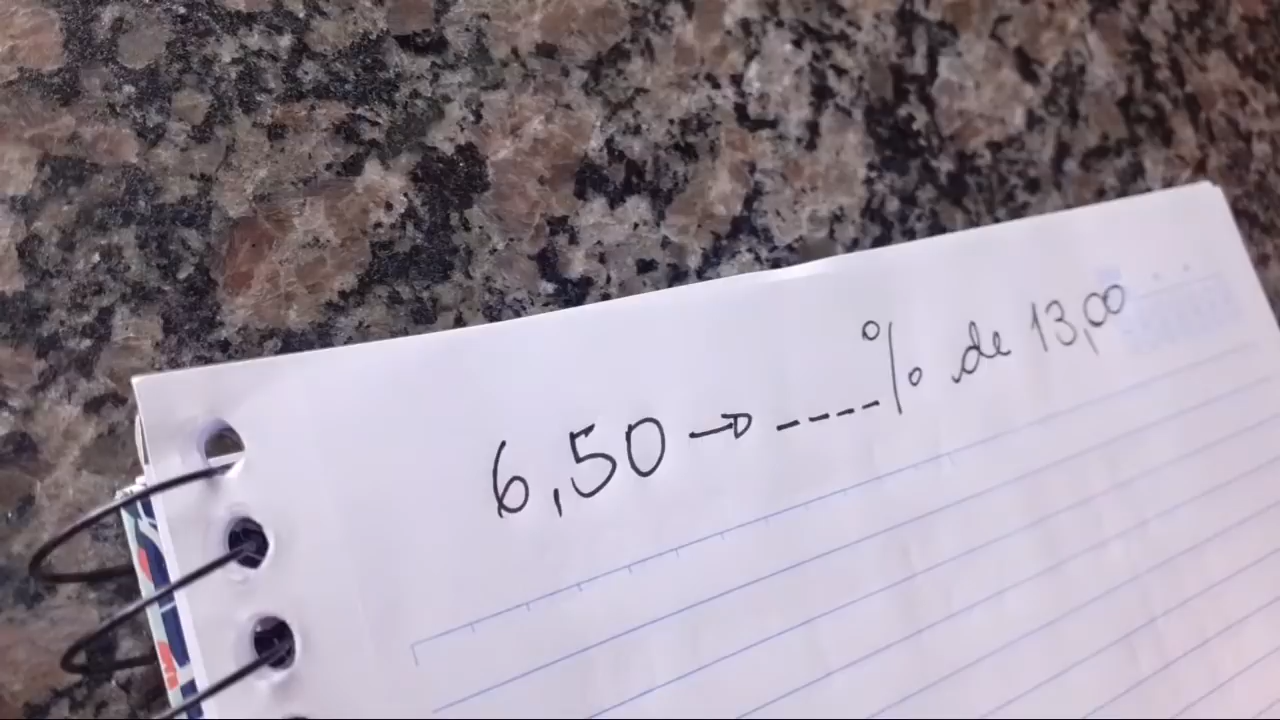 6,50 → ----% de 13,00